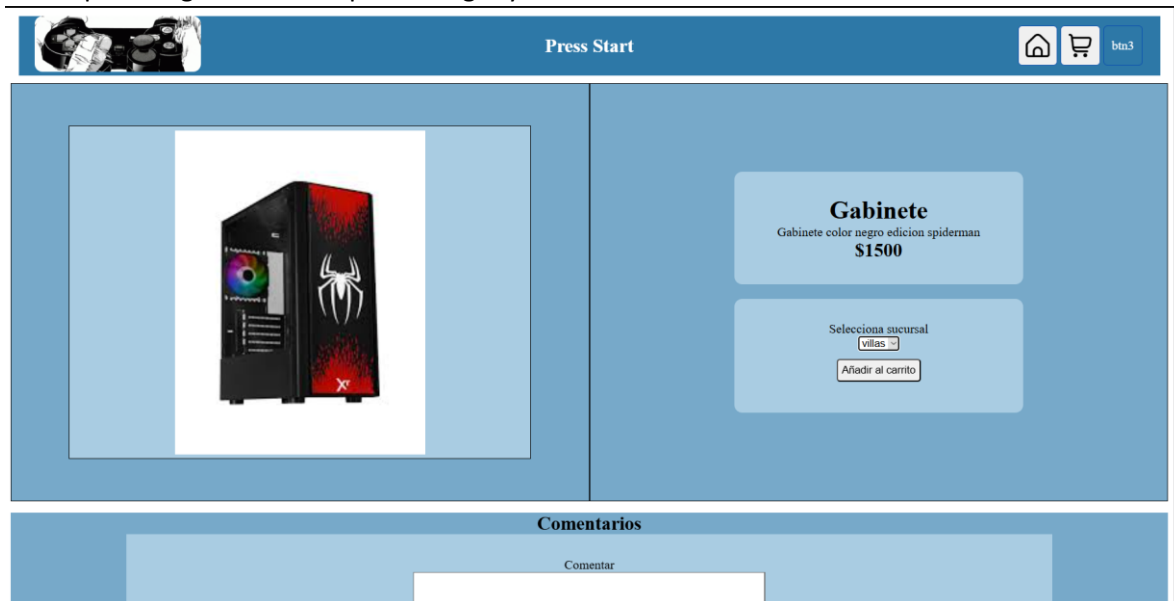 Press Start
btn3
Gabinete
Gabinete color negro edicion spiderman
$1500
Selecciona sucursal
villas
Añadir al carrito
Comentarios
Comentar